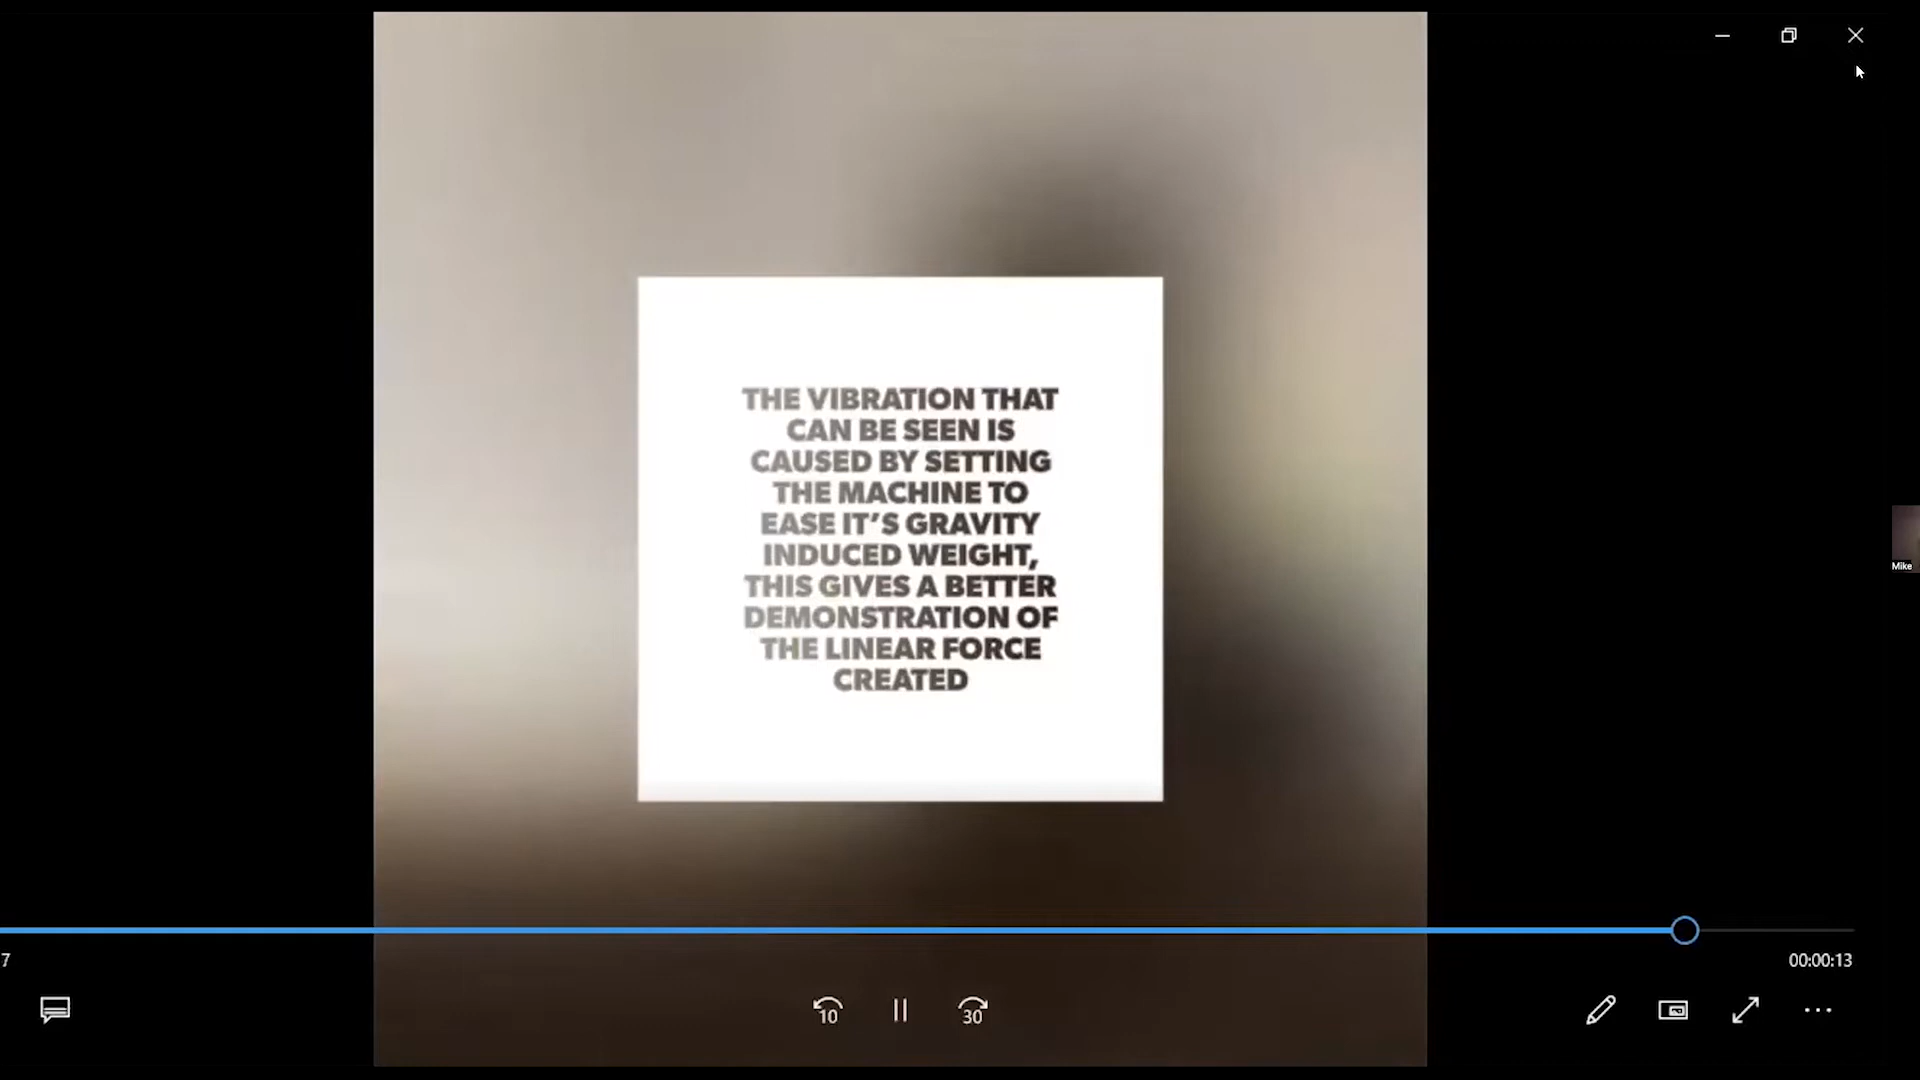 THE VIBRATION THAT
CAN BE SEEN IS
CAUSED BY SETTING
THE MACHINE TO
EASE IT'S GRAVITY
INDUCED WEIGHT,
THIS GIVES A BETTER
DEMONSTRATION OF
THE LINEAR FORCE
CREATED
Mike
7
00:00:13
10
30